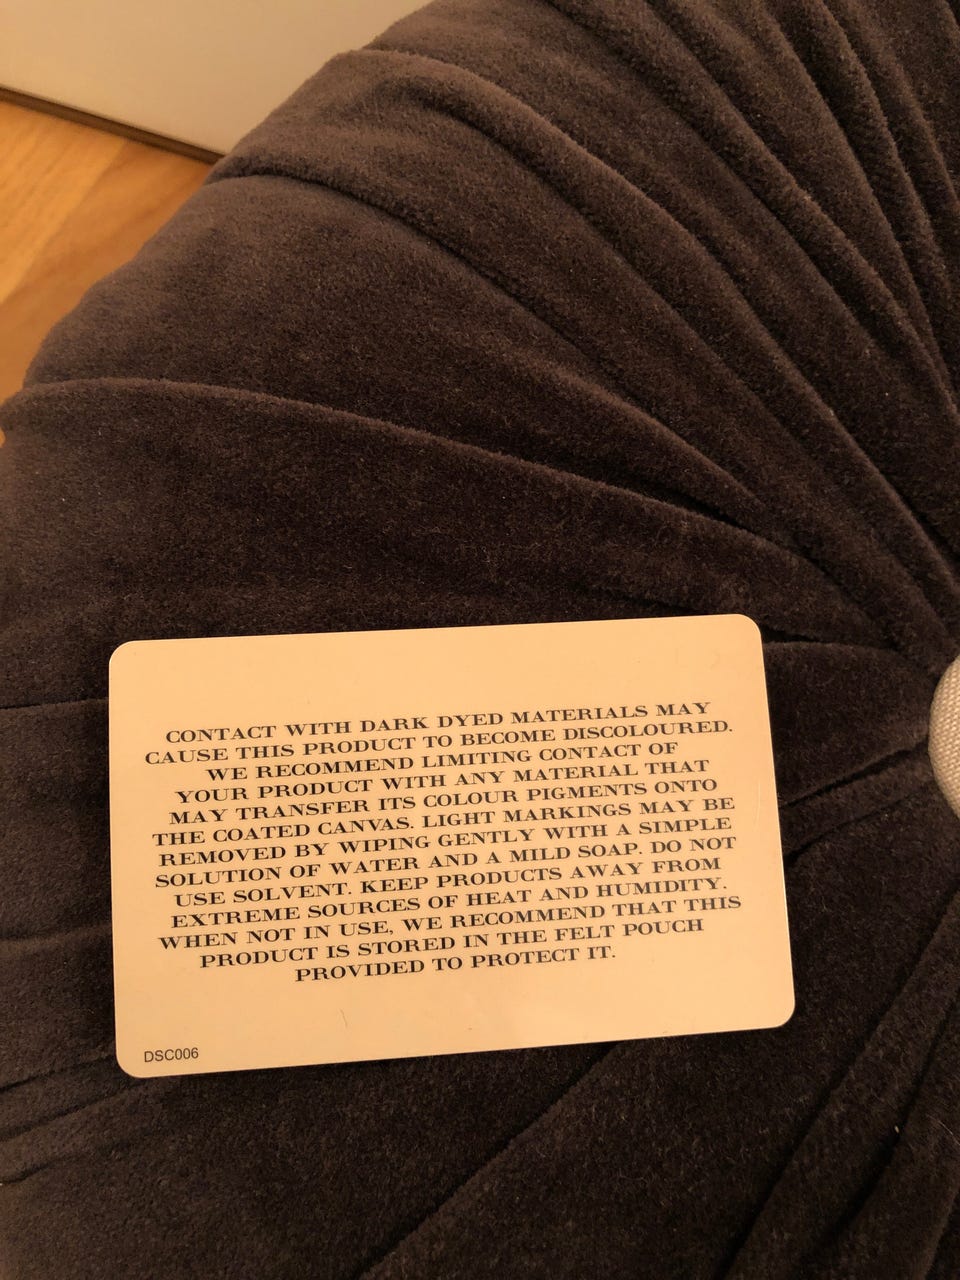 CONTACT WITH DARK DYED MATERIALS MAY
CAUSE THIS PRODUCT TO BECOME DISCOLOURED.
WE RECOMMEND LIMITING CONTACT OF
YOUR PRODUCT WITH ANY MATERIAL THAT
MAY TRANSFER ITS COLOUR PIGMENTS ONTO
THE COATED CANVAS. LIGHT MARKINGS MAY BE
REMOVED BY WIPING GENTLY WITH A SIMPLE
SOLUTION OF WATER AND A MILD SOAP. DO NOT
USE SOLVENT. KEEP PRODUCTS AWAY FROM
EXTREME SOURCES OF HEAT AND HUMIDITY.
WHEN NOT IN USE, WE RECOMMEND THAT THIS
PRODUCT IS STORED IN THE FELT POUCH
PROVIDED TO PROTECT IT.
DSC006